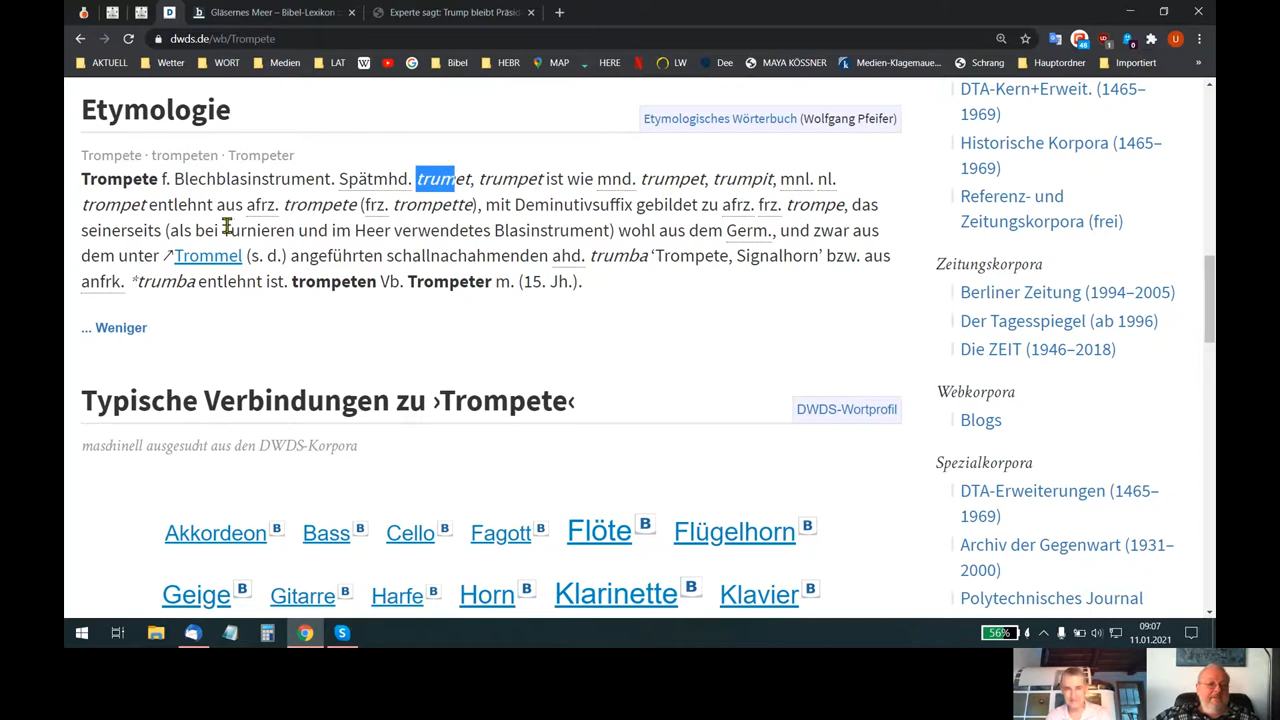 Gläsernes Meer – Bibel-Lexikon :: 
Experte sagt: Trump bleibt Präsid
dwds.de/wb/Trompete
AKTUELL Wetter WORT Medien LAT Bibel HEBR MAP HERE LW Dee MAYA KÖSSNER Medien-Klagemaue... Schrang Hauptordner Importiert »
Etymologie
Etymologisches Wörterbuch (Wolfgang Pfeifer)
Trompete · trompeten · Trompeter
Trompete f. Blechblasinstrument. Spätmhd. trumet, trumpet ist wie mnd. trumpet, trumpit, mnl. nl.
trompet entlehnt aus afrz. trompete (frz. trompette), mit Deminutivsuffix gebildet zu afrz. frz. trompe, das
seinerseits (als bei Turnieren und im Heer verwendetes Blasinstrument) wohl aus dem Germ., und zwar aus
dem unter ↗Trommel (s. d.) angeführten schallnachahmenden ahd. trumba ‘Trompete, Signalhorn’ bzw. aus
anfrk. *trumba entlehnt ist. trompeten Vb. Trompeter m. (15. Jh.).
... Weniger
Typische Verbindungen zu ›Trompete‹
DWDS-Wortprofil
maschinell ausgesucht aus den DWDS-Korpora
Akkordeon B Bass B Cello B Fagott B Flöte B Flügelhorn B
Geige B Gitarre B Harfe B Horn B Klarinette B Klavier B
DTA-Kern+Erweit. (1465–
1969)
Historische Korpora (1465–
1969)
Referenz- und
Zeitungskorpora (frei)
Zeitungskorpora
Berliner Zeitung (1994–2005)
Der Tagesspiegel (ab 1996)
Die ZEIT (1946–2018)
Webkorpora
Blogs
Spezialkorpora
DTA-Erweiterungen (1465–
1969)
Archiv der Gegenwart (1931–
2000)
Polytechnisches Journal
56%
09:07
11.01.2021